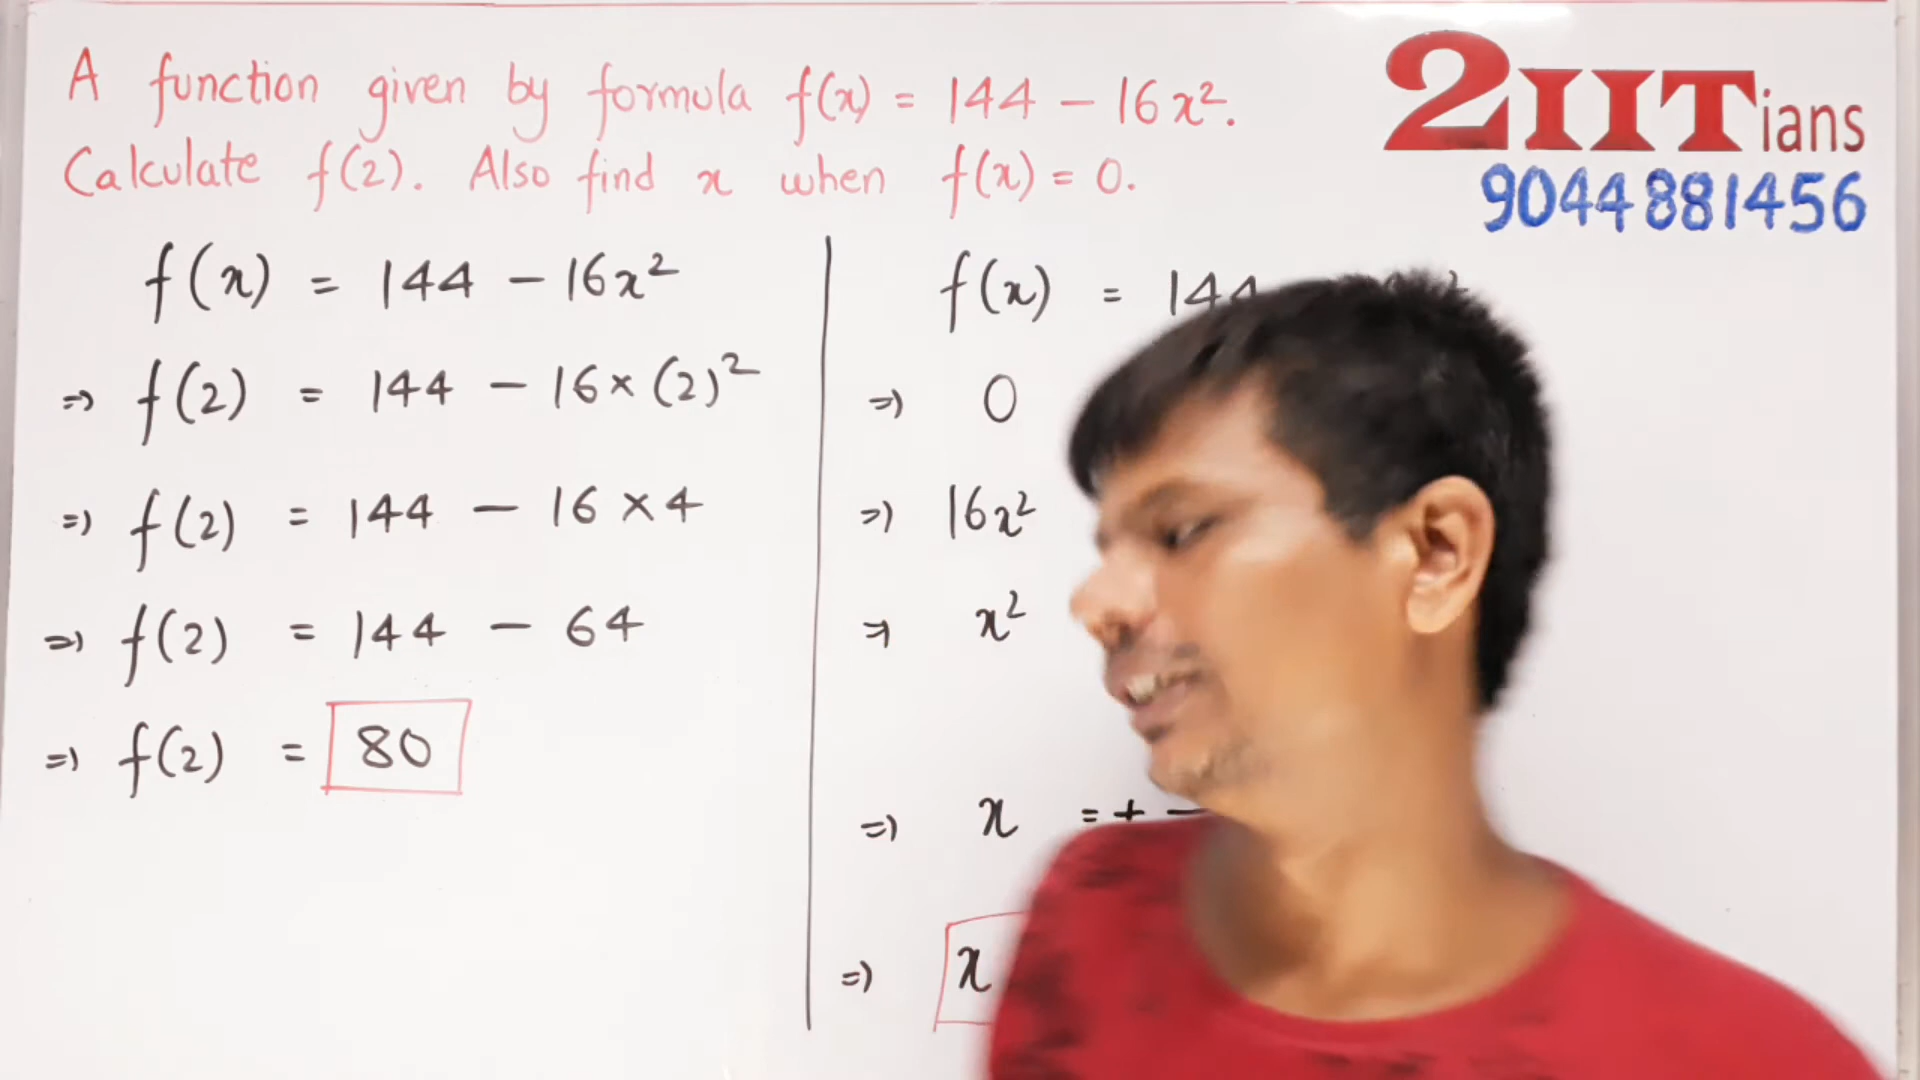 A function given by formula f(x) = 144 - 16x².
Calculate f(2). Also find x when f(x) = 0.
2IITians
9044881456
f(x) = 144 - 16x²
⇒ f(2) = 144 - 16 × (2)²
⇒ f(2) = 144 - 16 × 4
⇒ f(2) = 144 - 64
⇒ f(2) = 80
f(x) = 144
⇒ 0
⇒ 16x²
⇒ x²
⇒ x = +
⇒ x